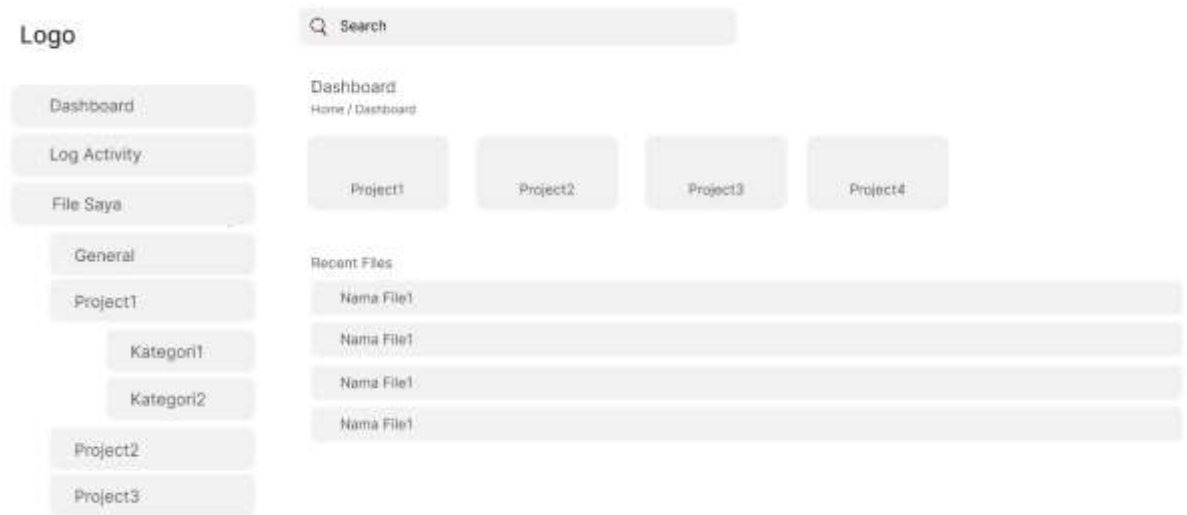 Logo
Dashboard
Log Activity
File Saya
General
Project1
Kategori1
Kategori2
Project2
Project3
Search
Dashboard
Home / Dashboard
Project1
Project2
Project3
Project4
Recent Files
Nama File1
Nama File1
Nama File1
Nama File1